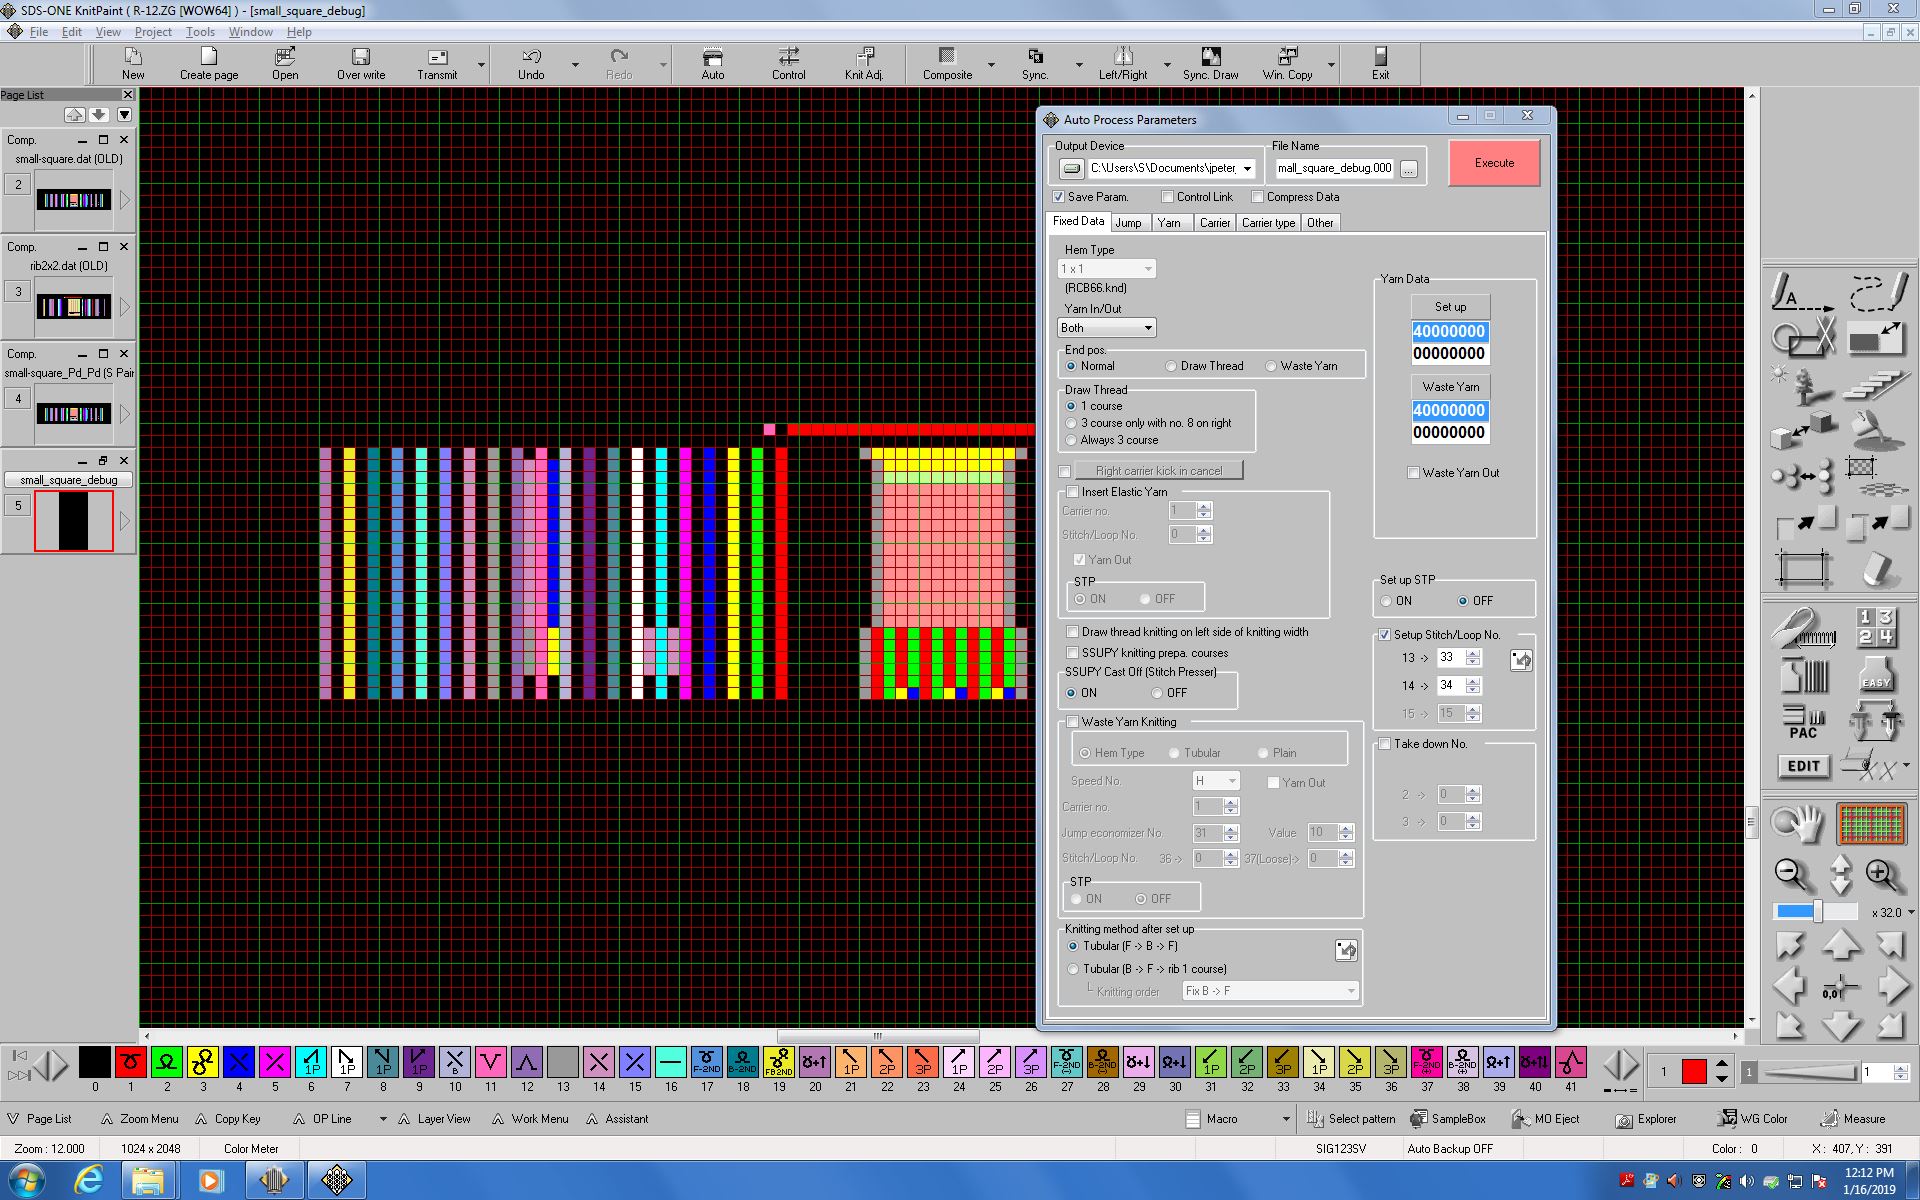 SDS-ONE KnitPaint ( R-12.ZG [WOW64] ) - [small_square_debug]
File Edit View Project Tools Window Help
New Create page Open Over write Transmit Undo Redo Auto Control Knit Adj. Composite Sync. Left/Right Sync. Draw Win. Copy Exit
Page List
Comp.
small-square.dat (OLD)
2
Comp.
rib2x2.dat (OLD)
3
Comp.
small-square_Pd_Pd (S Pair
4
small_square_debug
5
Auto Process Parameters
Output Device
C:\Users\S\Documents\jpeter_
File Name
mall_square_debug.000
...
Execute
Save Param. Control Link Compress Data
Fixed Data Jump Yarn Carrier Carrier type Other
Hem Type
1 x 1
(RCB66.knd)
Yarn In/Out
Both
End pos.
Normal Draw Thread Waste Yarn
Draw Thread
1 course
3 course only with no. 8 on right
Always 3 course
Right carrier kick in cancel
Insert Elastic Yarn
Carrier no. 1
Stitch/Loop No. 0
Yarn Out
STP
ON OFF
Draw thread knitting on left side of knitting width
SSUPY knitting prepa. courses
SSUPY Cast Off (Stitch Presser)
ON OFF
Waste Yarn Knitting
Hem Type Tubular Plain
Speed No. H Yarn Out
Carrier no. 1
Jump economizer No. 31 Value 10
Stitch/Loop No. 36 -> 0 37(Loose)-> 0
STP
ON OFF
Knitting method after set up
Tubular (F -> B -> F)
Tubular (B -> F -> rib 1 course)
Knitting order Fix B -> F
Yarn Data
Set up
40000000
00000000
Waste Yarn
40000000
00000000
Waste Yarn Out
Set up STP
ON OFF
Setup Stitch/Loop No.
13 -> 33
14 -> 34
15 -> 15
Take down No.
2 -> 0
3 -> 0
A
1 3
2 4
EASY
PAC
EDIT
x 32.0
0,0
0 1 2 3 4 5 6 7 8 9 10 11 12 13 14 15 16 17 18 19 20 21 22 23 24 25 26 27 28 29 30 31 32 33 34 35 36 37 38 39 40 41
1 1 1
Page List Zoom Menu Copy Key OP Line Layer View Work Menu Assistant Macro Select pattern SampleBox MO Eject Explorer WG Color Measure
Zoom : 12.000 1024 x 2048 Color Meter SIG123SV Auto Backup OFF Color : 0 X : 407, Y : 391
12:12 PM
1/16/2019